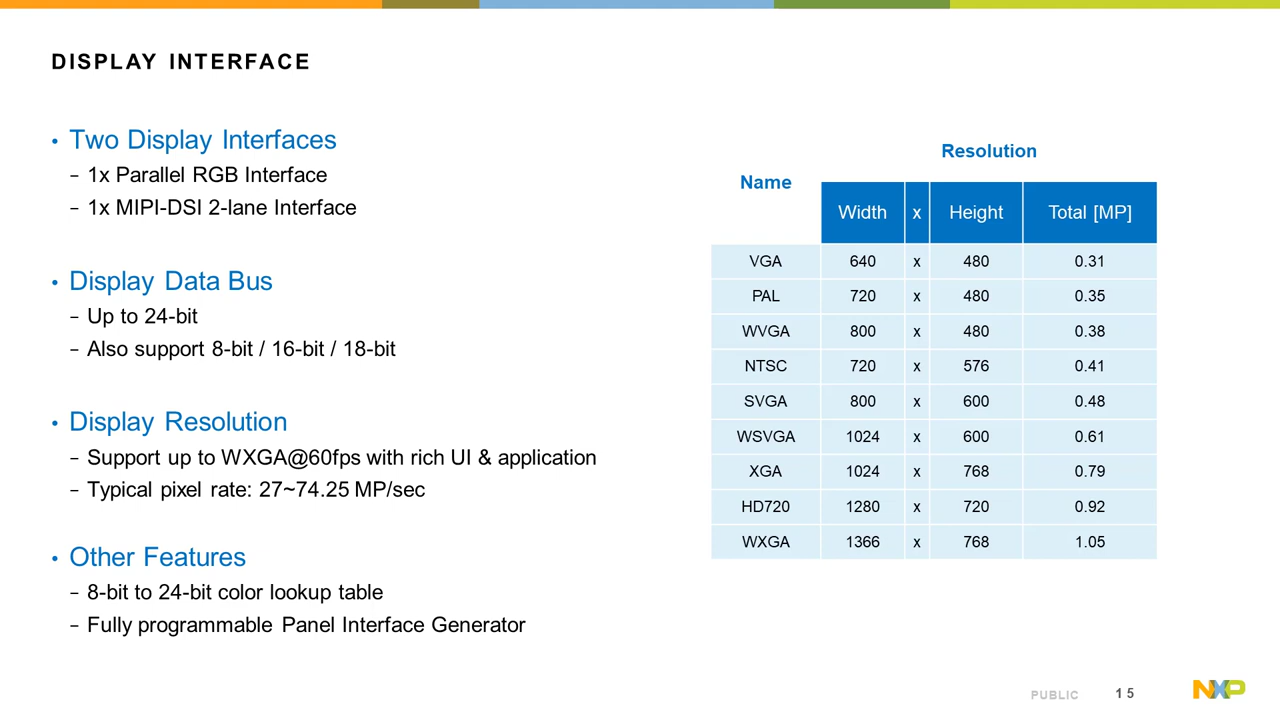 DISPLAY INTERFACE
• Two Display Interfaces
− 1x Parallel RGB Interface
− 1x MIPI-DSI 2-lane Interface
• Display Data Bus
− Up to 24-bit
− Also support 8-bit / 16-bit / 18-bit
• Display Resolution
− Support up to WXGA@60fps with rich UI & application
− Typical pixel rate: 27~74.25 MP/sec
• Other Features
− 8-bit to 24-bit color lookup table
− Fully programmable Panel Interface Generator
Resolution
Name
Width x Height Total [MP]
VGA 640 x 480 0.31
PAL 720 x 480 0.35
WVGA 800 x 480 0.38
NTSC 720 x 576 0.41
SVGA 800 x 600 0.48
WSVGA 1024 x 600 0.61
XGA 1024 x 768 0.79
HD720 1280 x 720 0.92
WXGA 1366 x 768 1.05
PUBLIC 15
NXP